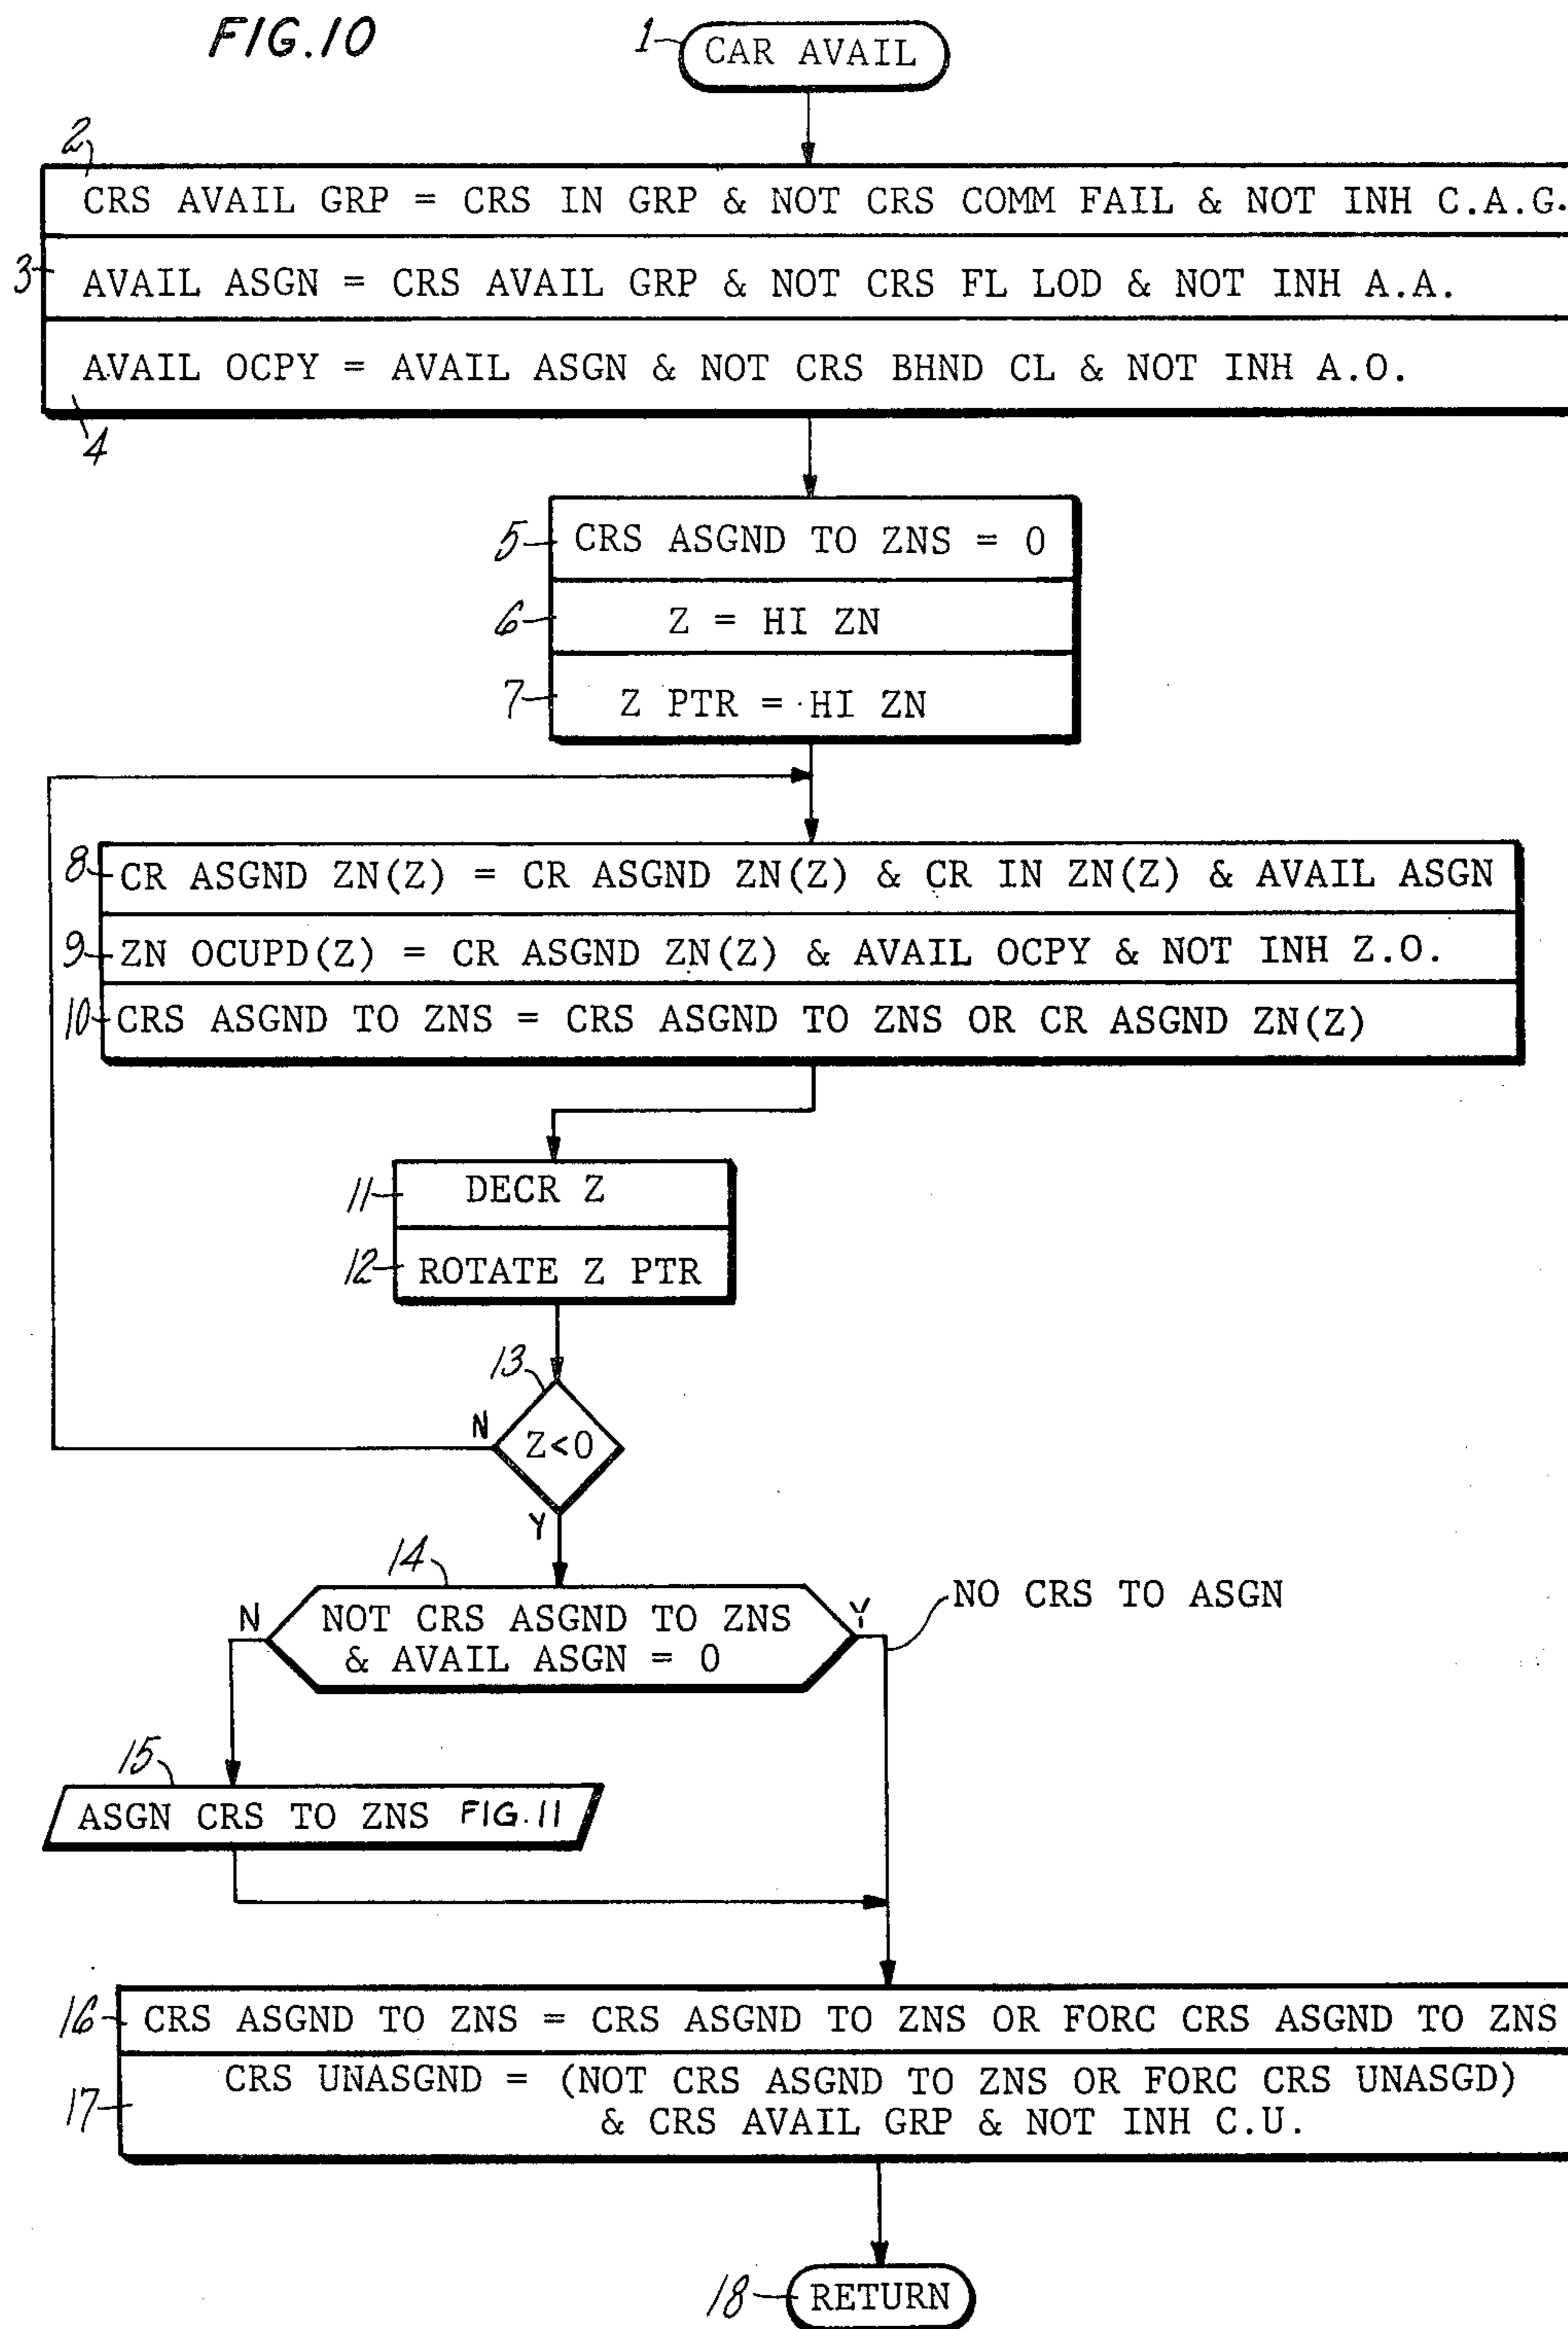 FIG.10
1 CAR AVAIL
2
CRS AVAIL GRP = CRS IN GRP & NOT CRS COMM FAIL & NOT INH C.A.G.
3 AVAIL ASGN = CRS AVAIL GRP & NOT CRS FL LOD & NOT INH A.A.
AVAIL OCPY = AVAIL ASGN & NOT CRS BHND CL & NOT INH A.O.
4
5 CRS ASGND TO ZNS = 0
6 Z = HI ZN
7 Z PTR = HI ZN
8 CR ASGND ZN(Z) = CR ASGND ZN(Z) & CR IN ZN(Z) & AVAIL ASGN
9 ZN OCUPD(Z) = CR ASGND ZN(Z) & AVAIL OCPY & NOT INH Z.O.
10 CRS ASGND TO ZNS = CRS ASGND TO ZNS OR CR ASGND ZN(Z)
11 DECR Z
12 ROTATE Z PTR
13
N Z<0
Y
14
NO CRS TO ASGN
N NOT CRS ASGND TO ZNS Y
& AVAIL ASGN = 0
15
ASGN CRS TO ZNS FIG.11
16 CRS ASGND TO ZNS = CRS ASGND TO ZNS OR FORC CRS ASGND TO ZNS
17 CRS UNASGND = (NOT CRS ASGND TO ZNS OR FORC CRS UNASGD)
& CRS AVAIL GRP & NOT INH C.U.
18 RETURN